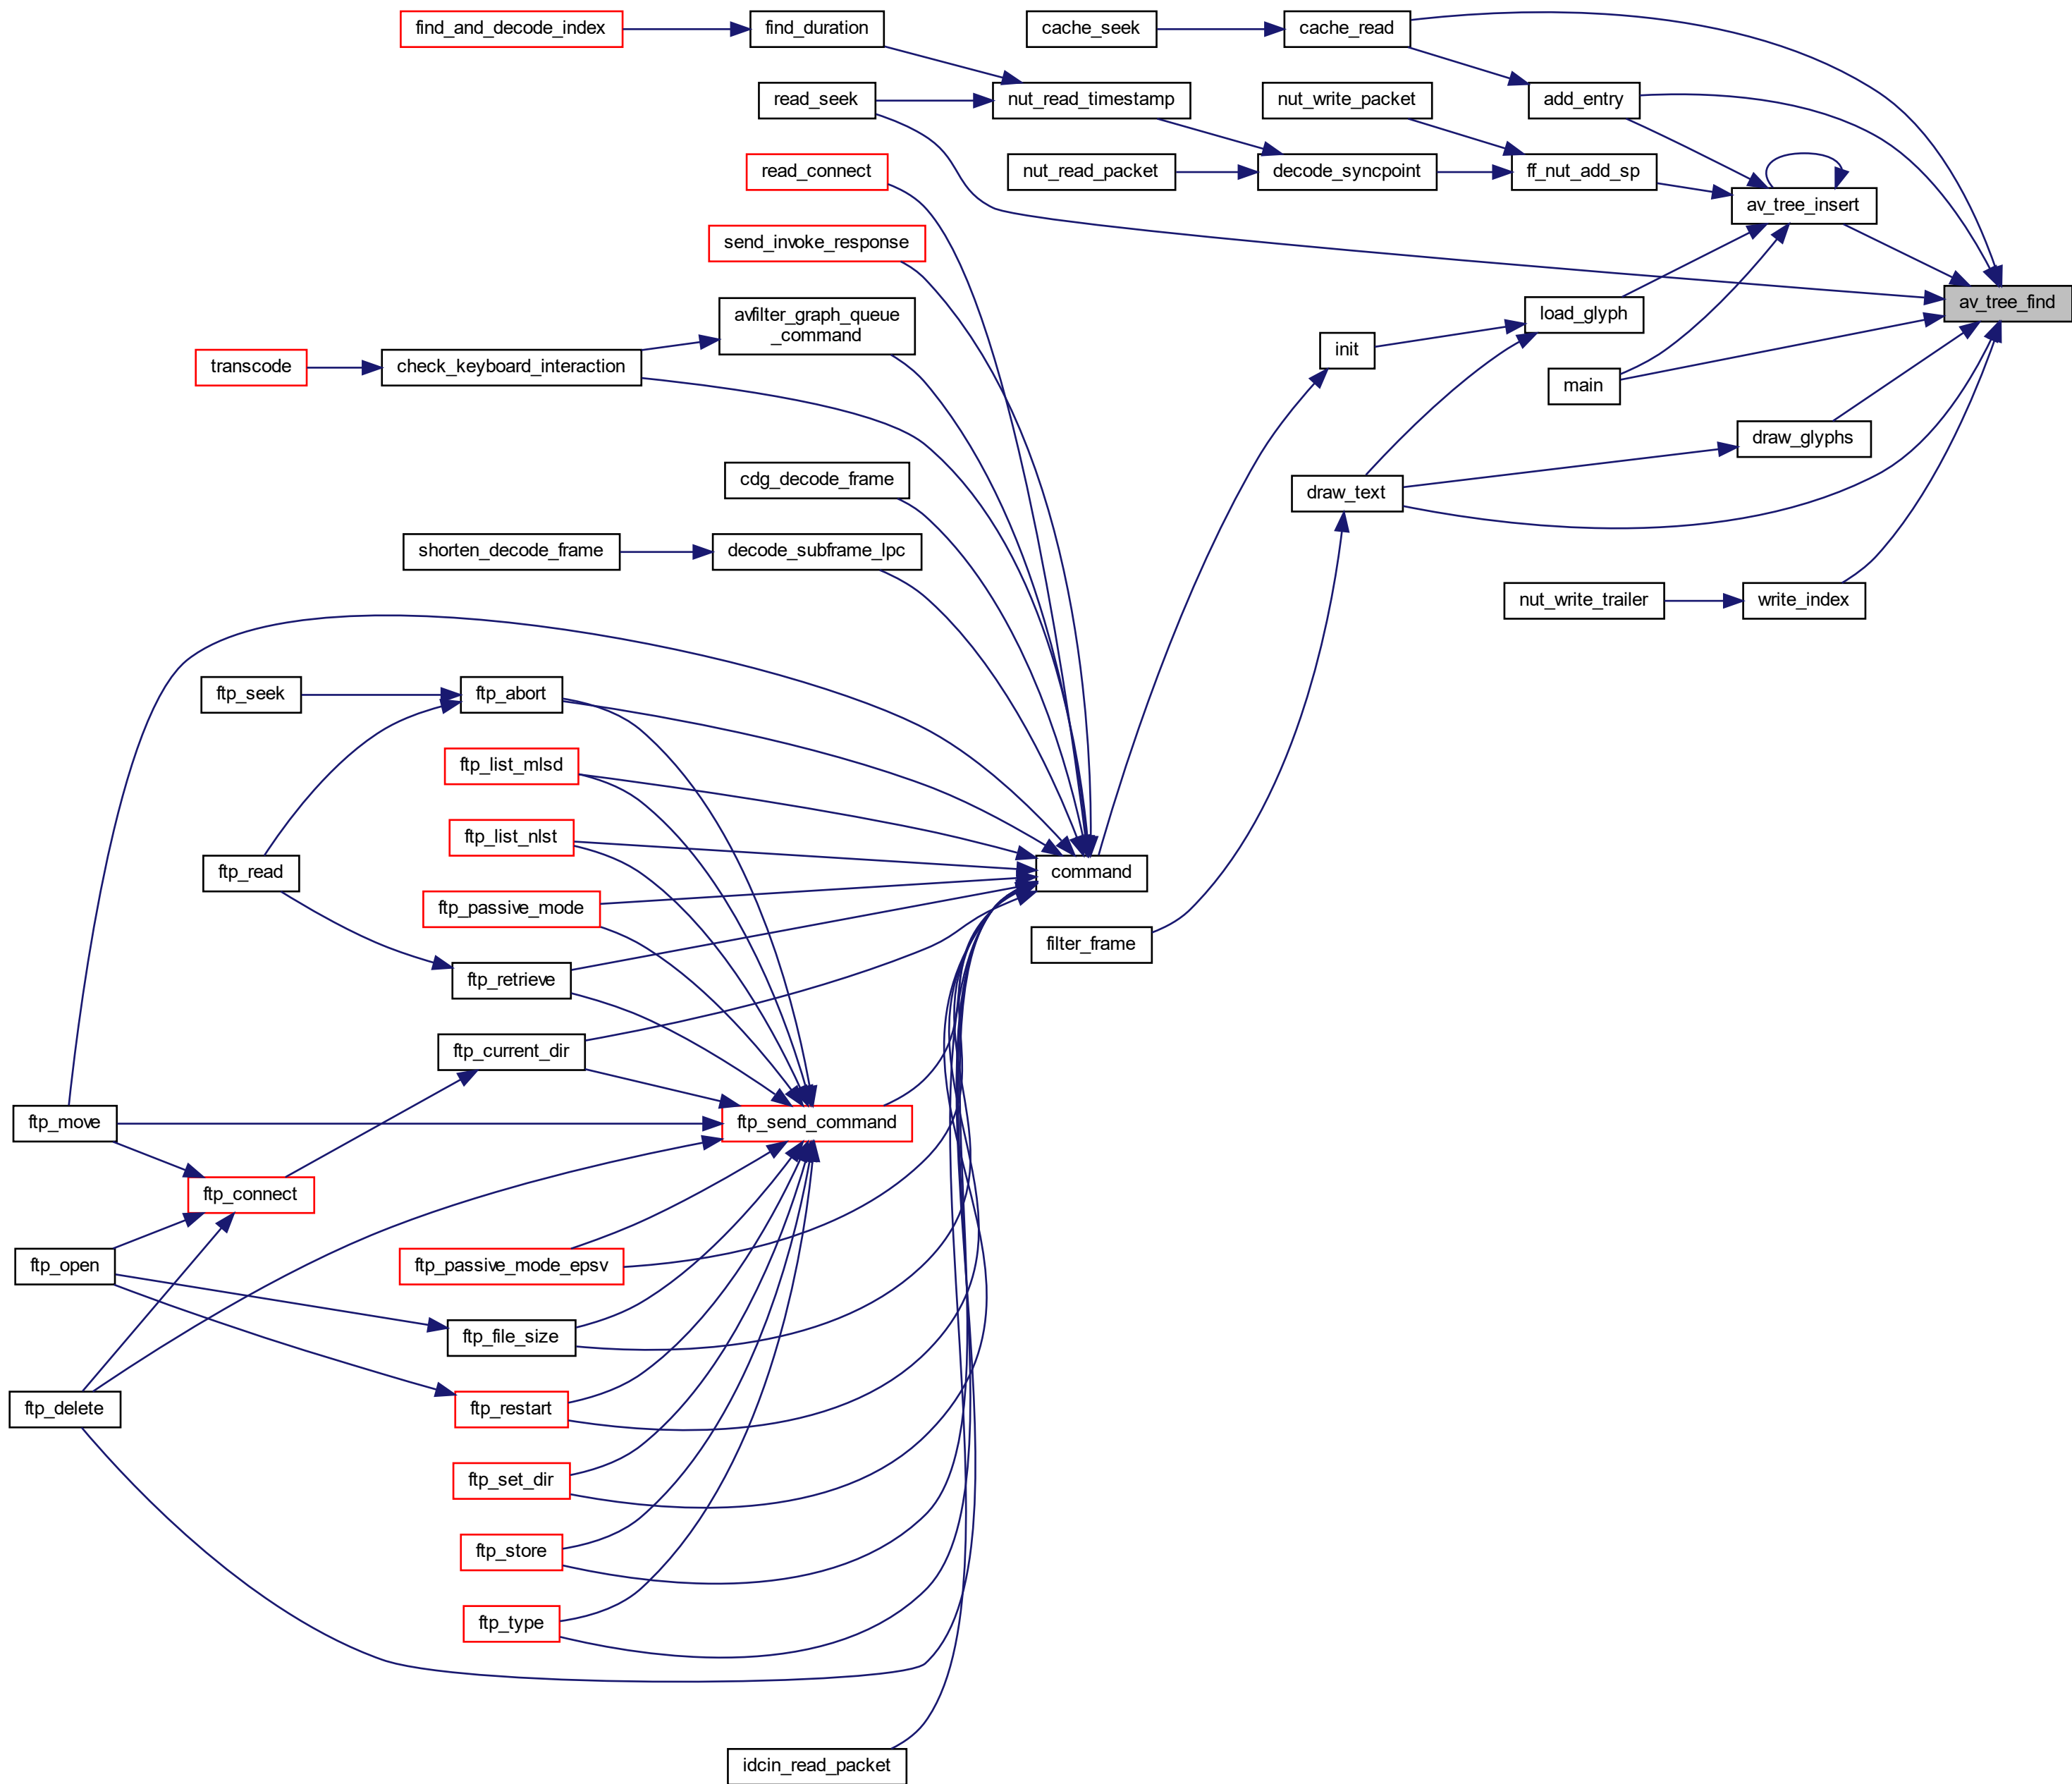 find_and_decode_index
find_duration
cache_seek
cache_read
read_seek
nut_read_timestamp
nut_write_packet
add_entry
read_connect
nut_read_packet
decode_syncpoint
ff_nut_add_sp
av_tree_insert
send_invoke_response
av_tree_find
avfilter_graph_queue
_command
load_glyph
init
transcode
check_keyboard_interaction
main
draw_glyphs
cdg_decode_frame
draw_text
shorten_decode_frame
decode_subframe_lpc
nut_write_trailer
write_index
ftp_seek
ftp_abort
ftp_list_mlsd
ftp_list_nlst
ftp_read
command
ftp_passive_mode
filter_frame
ftp_retrieve
ftp_current_dir
ftp_move
ftp_send_command
ftp_connect
ftp_open
ftp_passive_mode_epsv
ftp_file_size
ftp_delete
ftp_restart
ftp_set_dir
ftp_store
ftp_type
idcin_read_packet